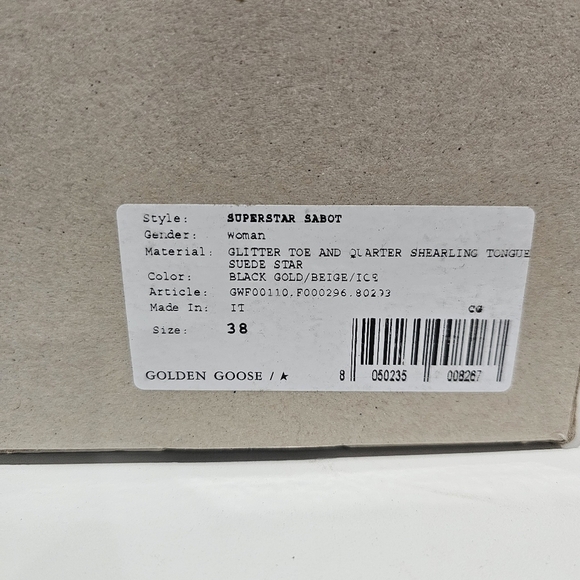 Style: SUPERSTAR SABOT
Gender: Woman
Material: GLITTER TOE AND QUARTER SHEARLING TONGUE
SUEDE STAR
Color: BLACK GOLD/BEIGE/ICE
Article: GWF00110.F000296.80293
Made In: IT
CG
Size: 38
GOLDEN GOOSE / ★
8 050235 008267